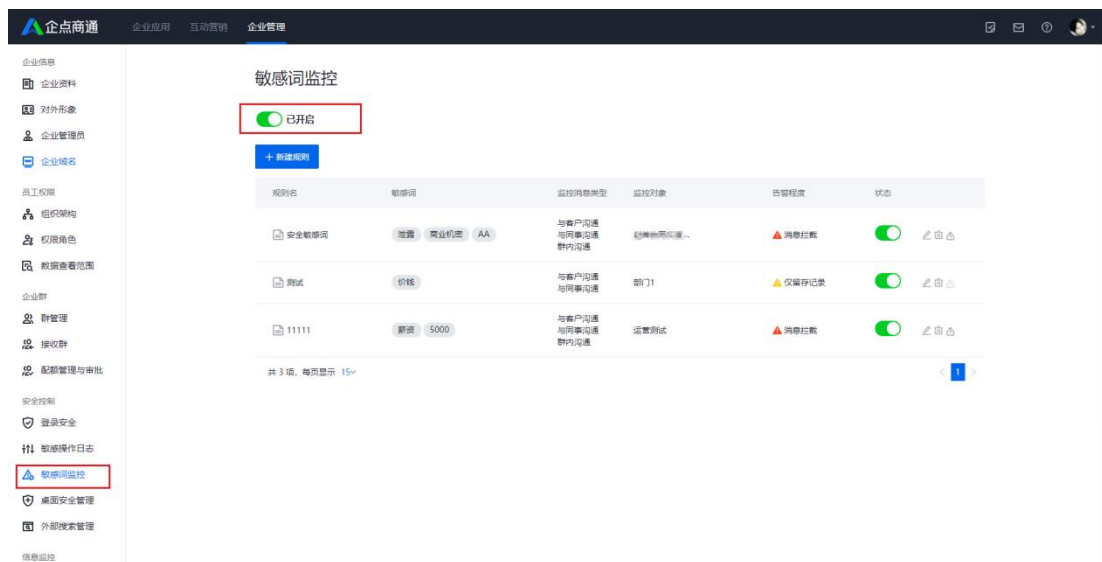 企点商通
企业应用 互动营销 企业管理
企业信息
企业资料
对外形象
企业管理员
企业域名
员工权限
组织架构
权限角色
数据查看范围
企业群
群管理
接收群
配额管理与审批
安全控制
登录安全
敏感操作日志
敏感词监控
桌面安全管理
外部搜索管理
信息监控
敏感词监控
已开启
+ 新建规则
规则名 敏感词 监控消息类型 监控对象 告警程度 状态
安全敏感词 泄露 商业机密 AA 与客户沟通 消息拦截
与同事沟通
群内沟通
测试 价钱 与客户沟通 部门1 仅留存记录
与同事沟通
11111 薪资 5000 与客户沟通 运营测试 消息拦截
与同事沟通
群内沟通
共 3 项, 每页显示 15
< 1 >